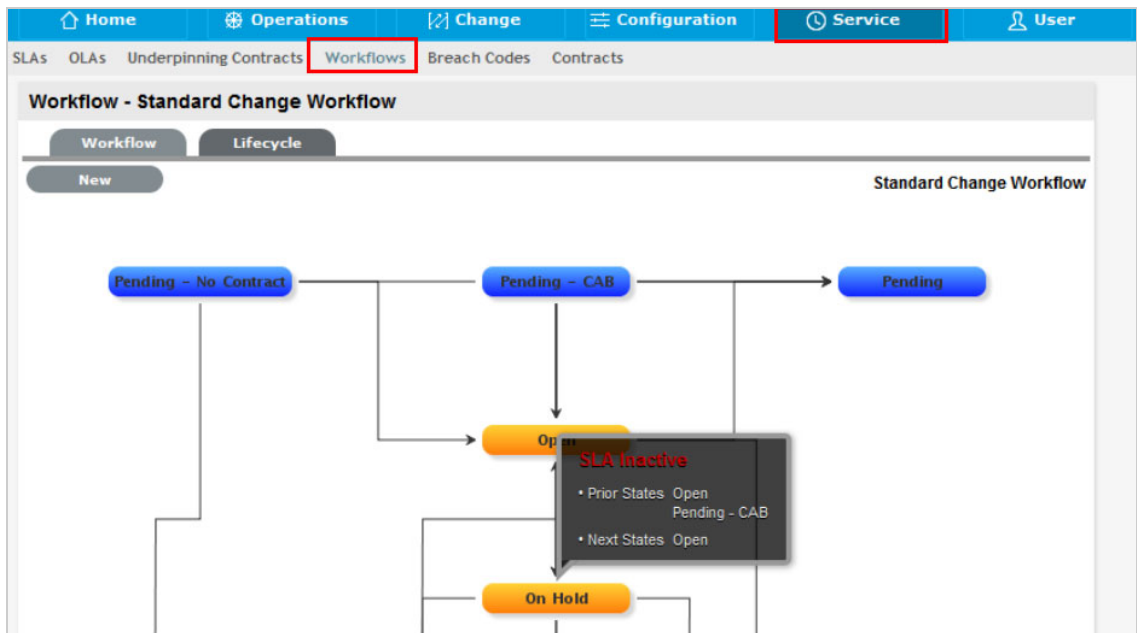 Home Operations Change Configuration Service User
SLAs OLAs Underpinning Contracts Workflows Breach Codes Contracts
Workflow - Standard Change Workflow
Workflow Lifecycle
New
Standard Change Workflow
Pending - No Contract Pending - CAB Pending
Open
SLA Inactive
• Prior States Open
Pending - CAB
• Next States Open
On Hold